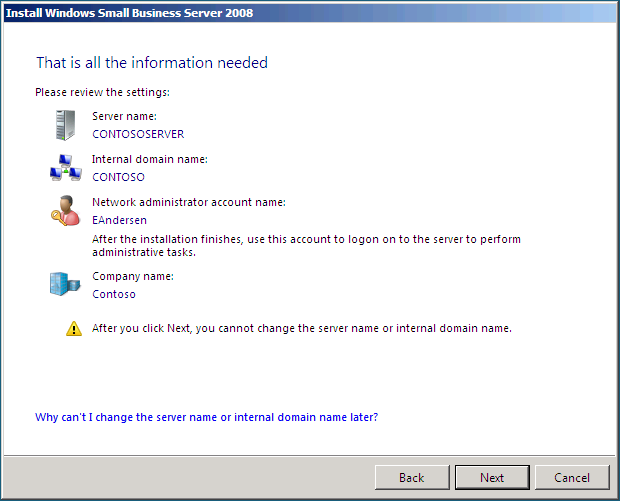 Install Windows Small Business Server 2008
That is all the information needed
Please review the settings:
Server name:
CONTOSOSERVER
Internal domain name:
CONTOSO
Network administrator account name:
EAndersen
After the installation finishes, use this account to logon on to the server to perform
administrative tasks.
Company name:
Contoso
After you click Next, you cannot change the server name or internal domain name.
Why can't I change the server name or internal domain name later?
Back
Next
Cancel